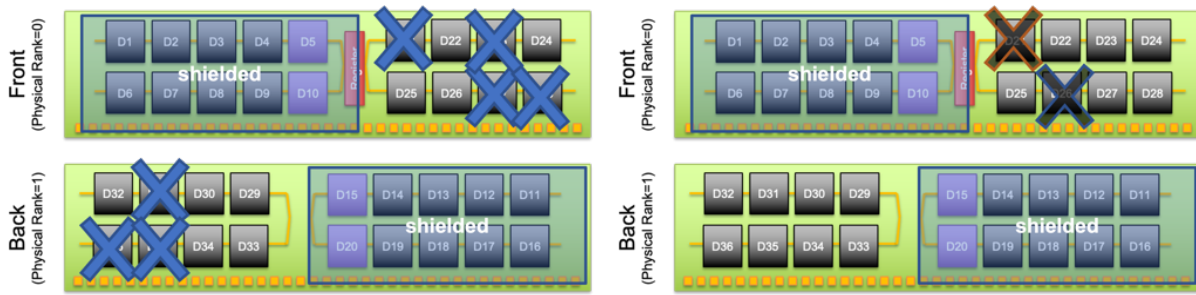 Front
(Physical Rank=0)
D1 D2 D3 D4 D5 D22 D24
shielded
Register
D6 D7 D8 D9 D10 D25 D26
Front
(Physical Rank=0)
D1 D2 D3 D4 D5 D22 D23 D24
shielded
Register
D6 D7 D8 D9 D10 D25 D26 D27 D28
Back
(Physical Rank=1)
D32 D30 D29 D15 D14 D13 D12 D11
shielded
D34 D33 D20 D19 D18 D17 D16
Back
(Physical Rank=1)
D32 D31 D30 D29 D15 D14 D13 D12 D11
shielded
D36 D35 D34 D33 D20 D19 D18 D17 D16